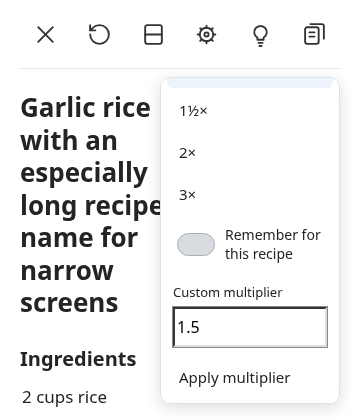 Garlic rice
with an
especially
long recipe
name for
narrow
screens
Ingredients
2 cups rice
1½×
2×
3×
Remember for
this recipe
Custom multiplier
1.5
Apply multiplier